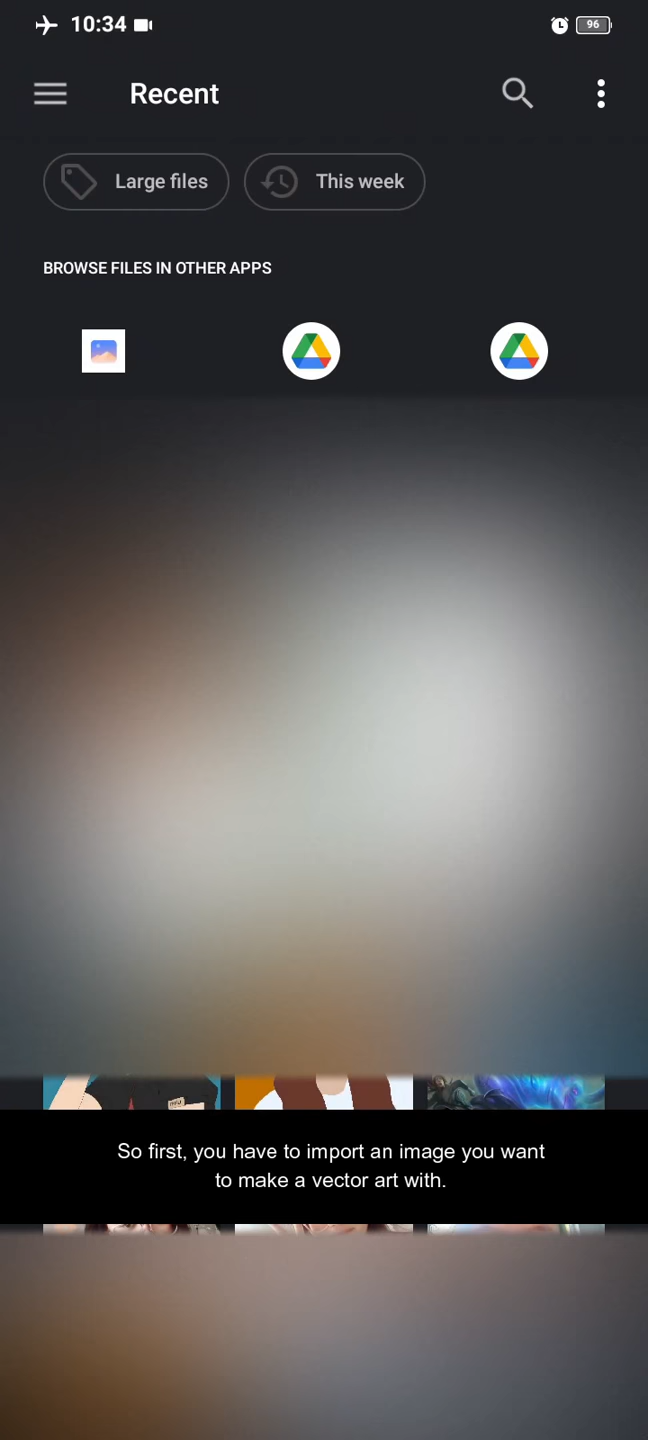 10:34
96
Recent
Large files
This week
BROWSE FILES IN OTHER APPS
So first, you have to import an image you want
to make a vector art with.